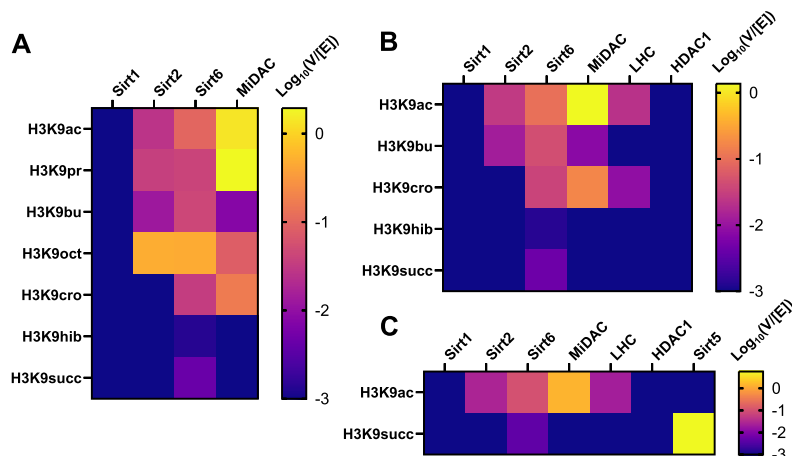 A
Sirt1
Sirt2
Sirt6
MiDAC
Log10(V/[E])
H3K9ac
H3K9pr
H3K9bu
H3K9oct
H3K9cro
H3K9hib
H3K9succ
0
-1
-2
-3
B
Sirt1
Sirt2
Sirt6
MiDAC
LHC
HDAC1
Log10(V/[E])
H3K9ac
H3K9bu
H3K9cro
H3K9hib
H3K9succ
0
-1
-2
-3
C
Sirt1
Sirt2
Sirt6
MiDAC
LHC
HDAC1
Sirt5
Log10(V/[E])
H3K9ac
H3K9succ
0
-1
-2
-3